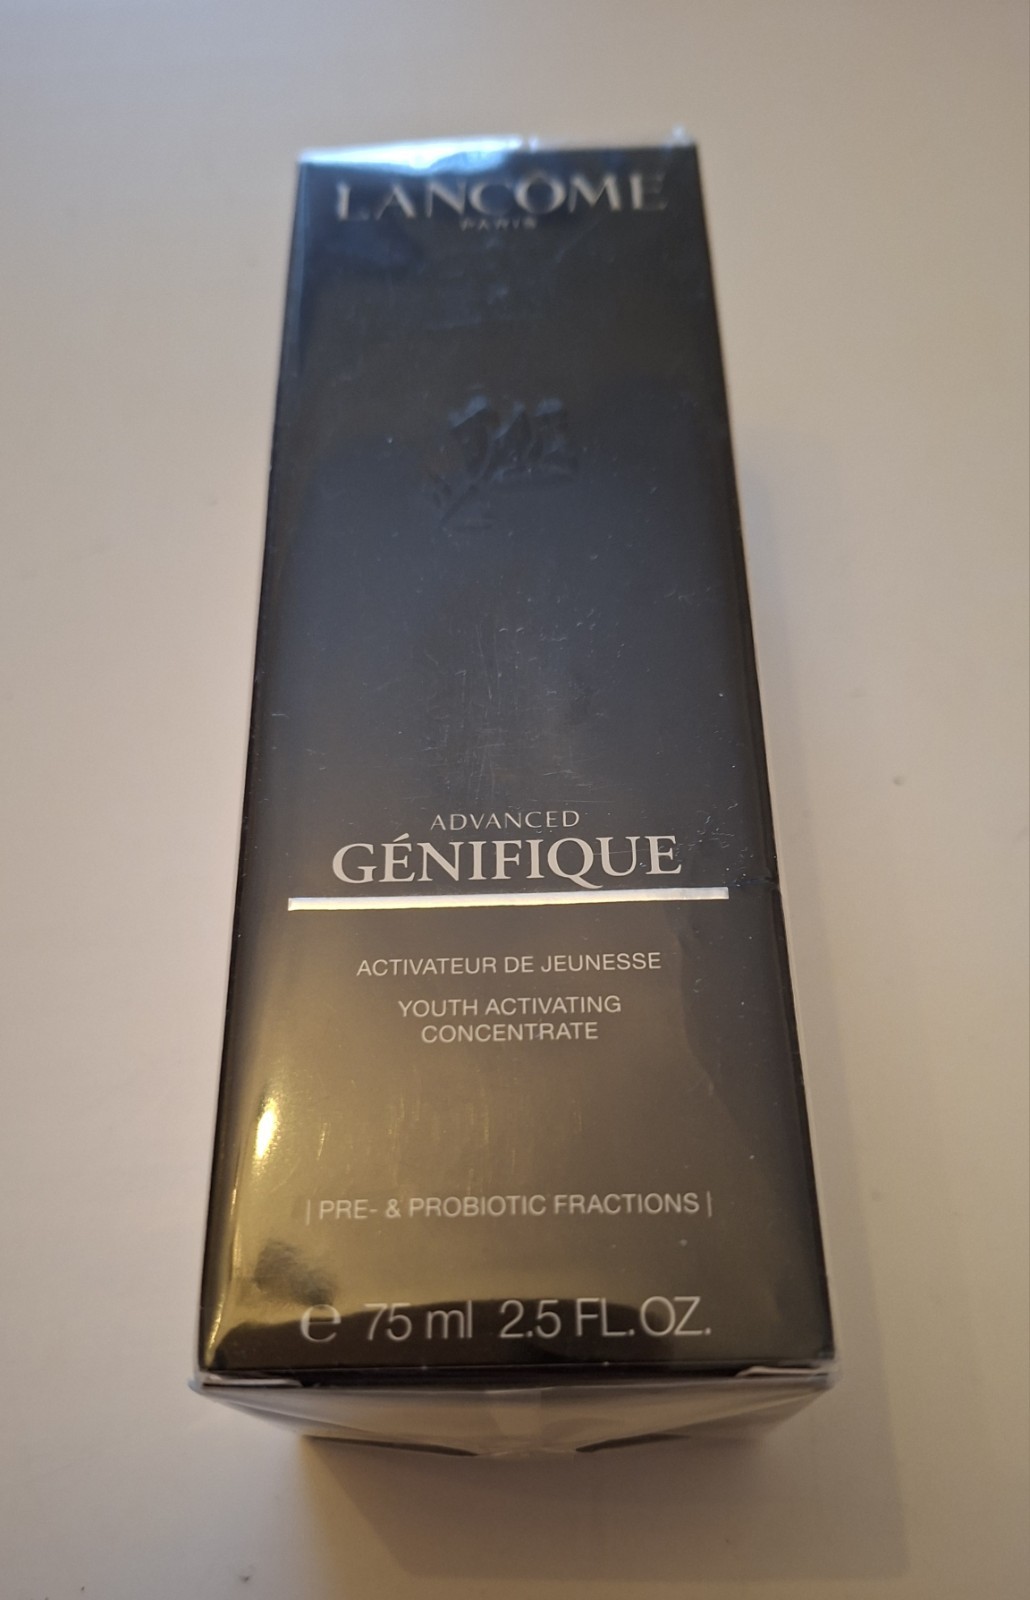 LANCÔME
PARIS
ADVANCED
GÉNIFIQUE
ACTIVATEUR DE JEUNESSE
YOUTH ACTIVATING
CONCENTRATE
| PRE- & PROBIOTIC FRACTIONS |
℮ 75 ml 2.5 FL.OZ.